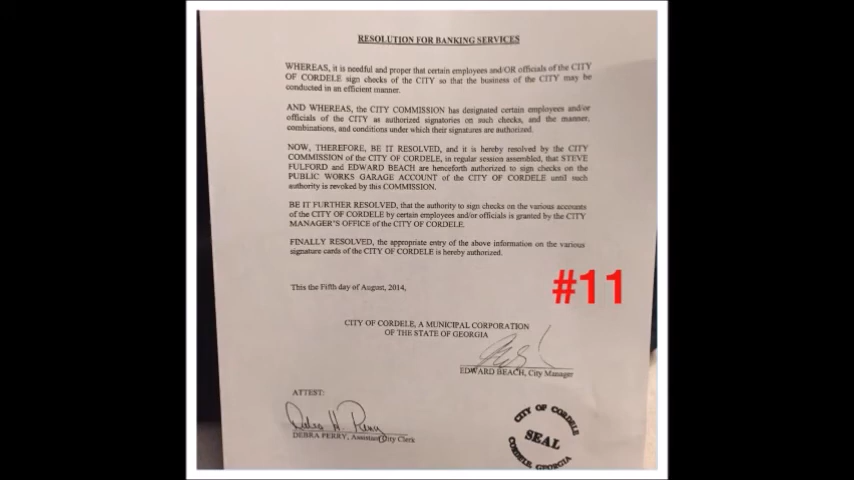 RESOLUTION FOR BANKING SERVICES
WHEREAS, it is needful and proper that certain employees and/OR officials of the CITY
OF CORDELE sign checks of the CITY so that the business of the CITY may be
conducted in an efficient manner.
AND WHEREAS, the CITY COMMISSION has designated certain employees and/or
officials of the CITY as authorized signatories on such checks, and the manner,
combinations, and conditions under which their signatures are authorized.
NOW, THEREFORE, BE IT RESOLVED, and it is hereby resolved by the CITY
COMMISSION of the CITY OF CORDELE, in regular session assembled, that STEVE
FULFORD and EDWARD BEACH are henceforth authorized to sign checks on the
PUBLIC WORKS GARAGE ACCOUNT of the CITY OF CORDELE until such
authority is revoked by this COMMISSION.
BE IT FURTHER RESOLVED, that the authority to sign checks on the various accounts
of the CITY OF CORDELE by certain employees and/or officials is granted by the CITY
MANAGER'S OFFICE of the CITY OF CORDELE.
FINALLY RESOLVED, the appropriate entry of the above information on the various
signature cards of the CITY OF CORDELE is hereby authorized.
#11
This the Fifth day of August, 2014,
CITY OF CORDELE, A MUNICIPAL CORPORATION
OF THE STATE OF GEORGIA
EDWARD BEACH, City Manager
ATTEST:
Debra H. Perry
DEBRA PERRY, Assistant City Clerk
CITY OF CORDELE
SEAL
CORDELE, GEORGIA